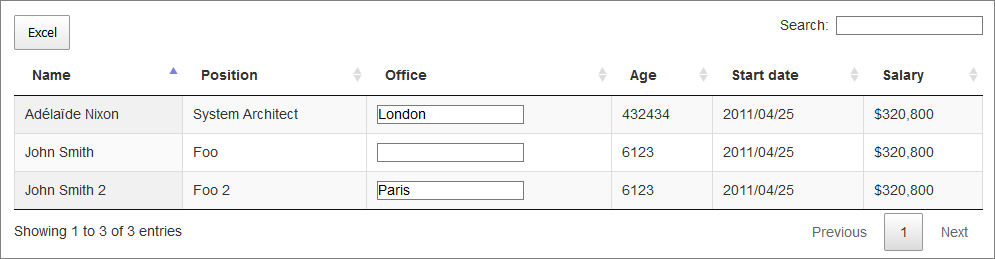 Excel Search:
Name Position Office Age Start date Salary
Adélaïde Nixon System Architect London 432434 2011/04/25 $320,800
John Smith Foo 6123 2011/04/25 $320,800
John Smith 2 Foo 2 Paris 6123 2011/04/25 $320,800
Showing 1 to 3 of 3 entries Previous 1 Next